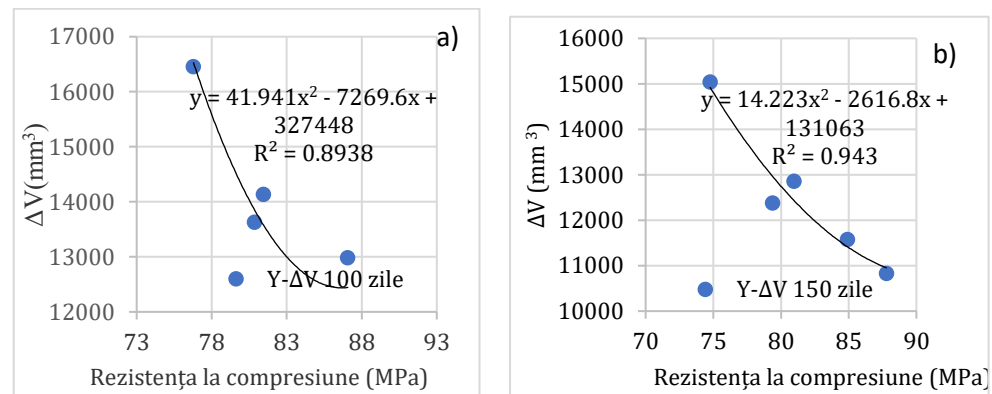 a)
17000
16000
15000
14000
13000
12000
ΔV(mm³)
y = 41.941x² - 7269.6x +
327448
R² = 0.8938
Y-ΔV 100 zile
73 78 83 88 93
Rezistența la compresiune (MPa)
b)
16000
15000
14000
13000
12000
11000
10000
ΔV (mm ³)
y = 14.223x² - 2616.8x +
131063
R² = 0.943
Y-ΔV 150 zile
70 75 80 85 90
Rezistența la compresiune (MPa)